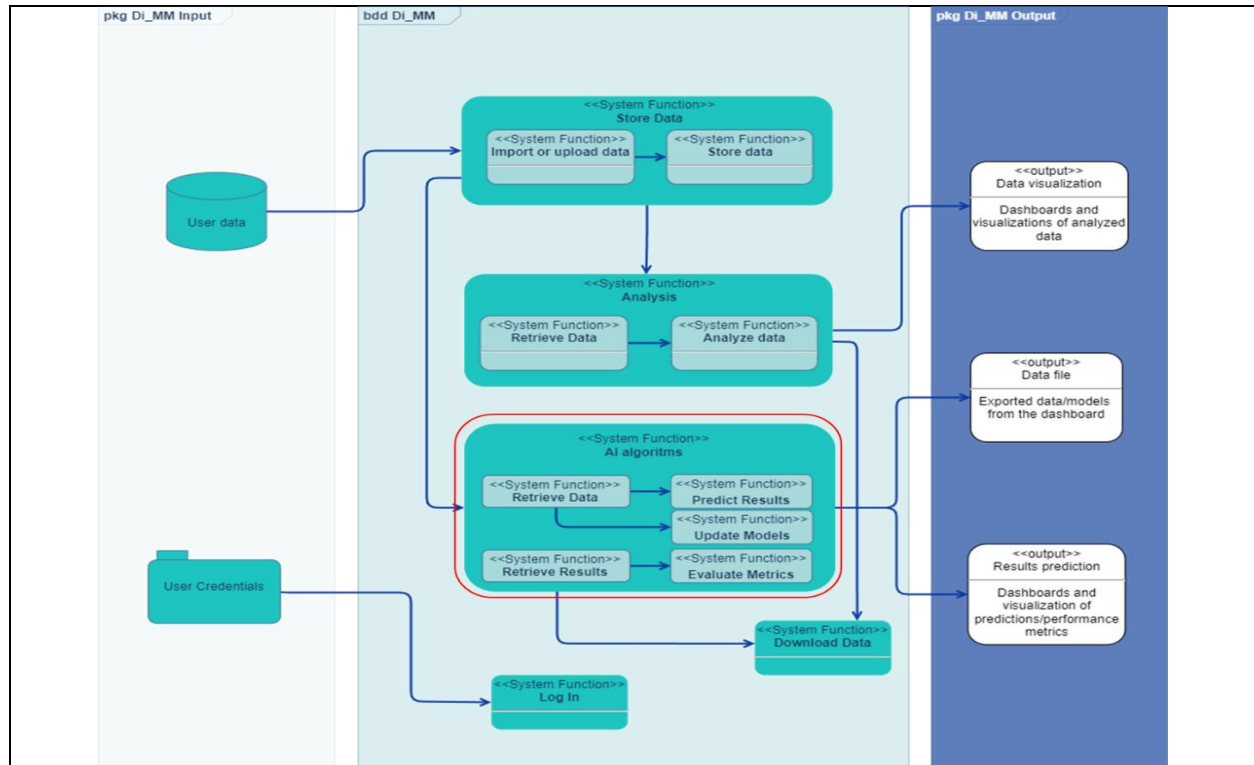 pkg Di_MM Input
bdd Di_MM
pkg Di_MM Output
<<System Function>>
Store Data
<<System Function>>
Import or upload data
<<System Function>>
Store data
User data
<<output>>
Data visualization
Dashboards and
visualizations of analyzed
data
<<System Function>>
Analysis
<<System Function>>
Retrieve Data
<<System Function>>
Analyze data
<<output>>
Data file
Exported data/models
from the dashboard
<<System Function>>
AI algoritms
<<System Function>>
Retrieve Data
<<System Function>>
Predict Results
<<System Function>>
Update Models
<<System Function>>
Retrieve Results
<<System Function>>
Evaluate Metrics
User Credentials
<<output>>
Results prediction
Dashboards and
visualization of
predictions/performance
metrics
<<System Function>>
Download Data
<<System Function>>
Log In